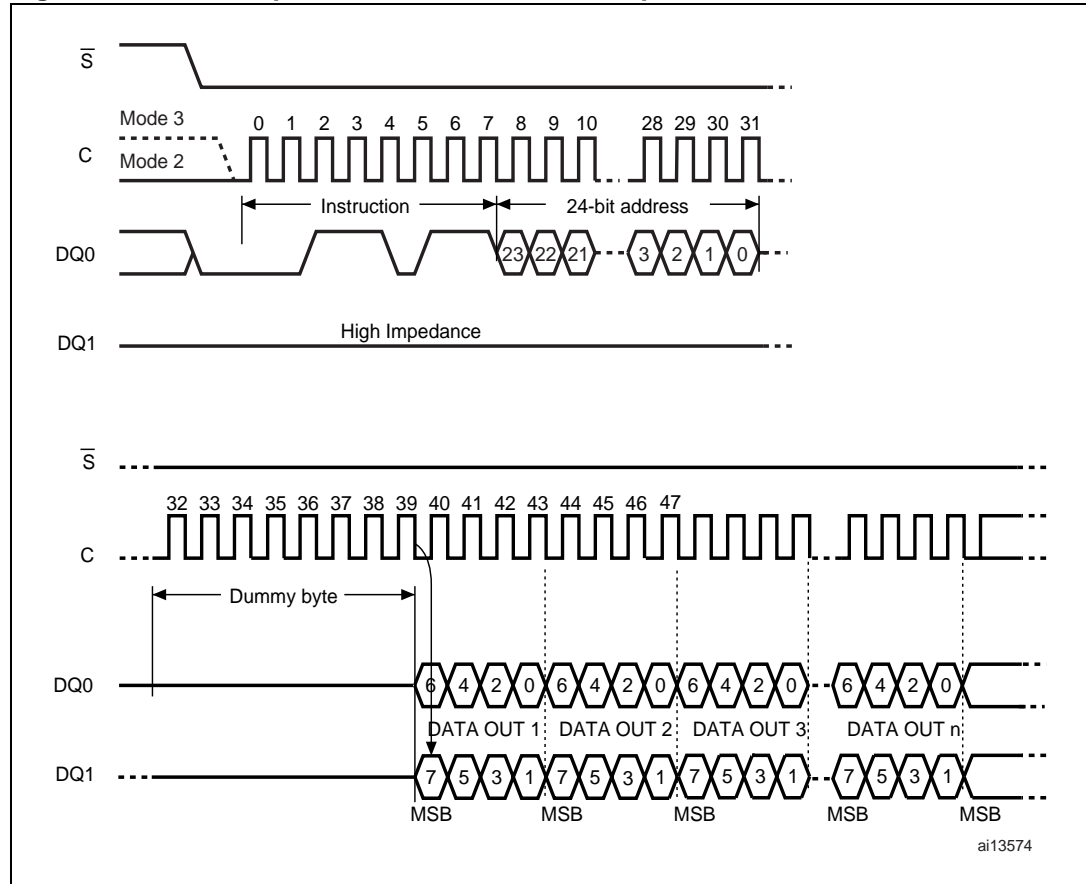 S
Mode 3
0 1 2 3 4 5 6 7 8 9 10 28 29 30 31
C
Mode 2
Instruction 24-bit address
DQ0 23 22 21 3 2 1 0
High Impedance
DQ1
S
32 33 34 35 36 37 38 39 40 41 42 43 44 45 46 47
C
Dummy byte
DQ0 6 4 2 0 6 4 2 0 6 4 2 0 6 4 2 0
DATA OUT 1 DATA OUT 2 DATA OUT 3 DATA OUT n
DQ1 7 5 3 1 7 5 3 1 7 5 3 1 7 5 3 1
MSB MSB MSB MSB MSB
ai13574